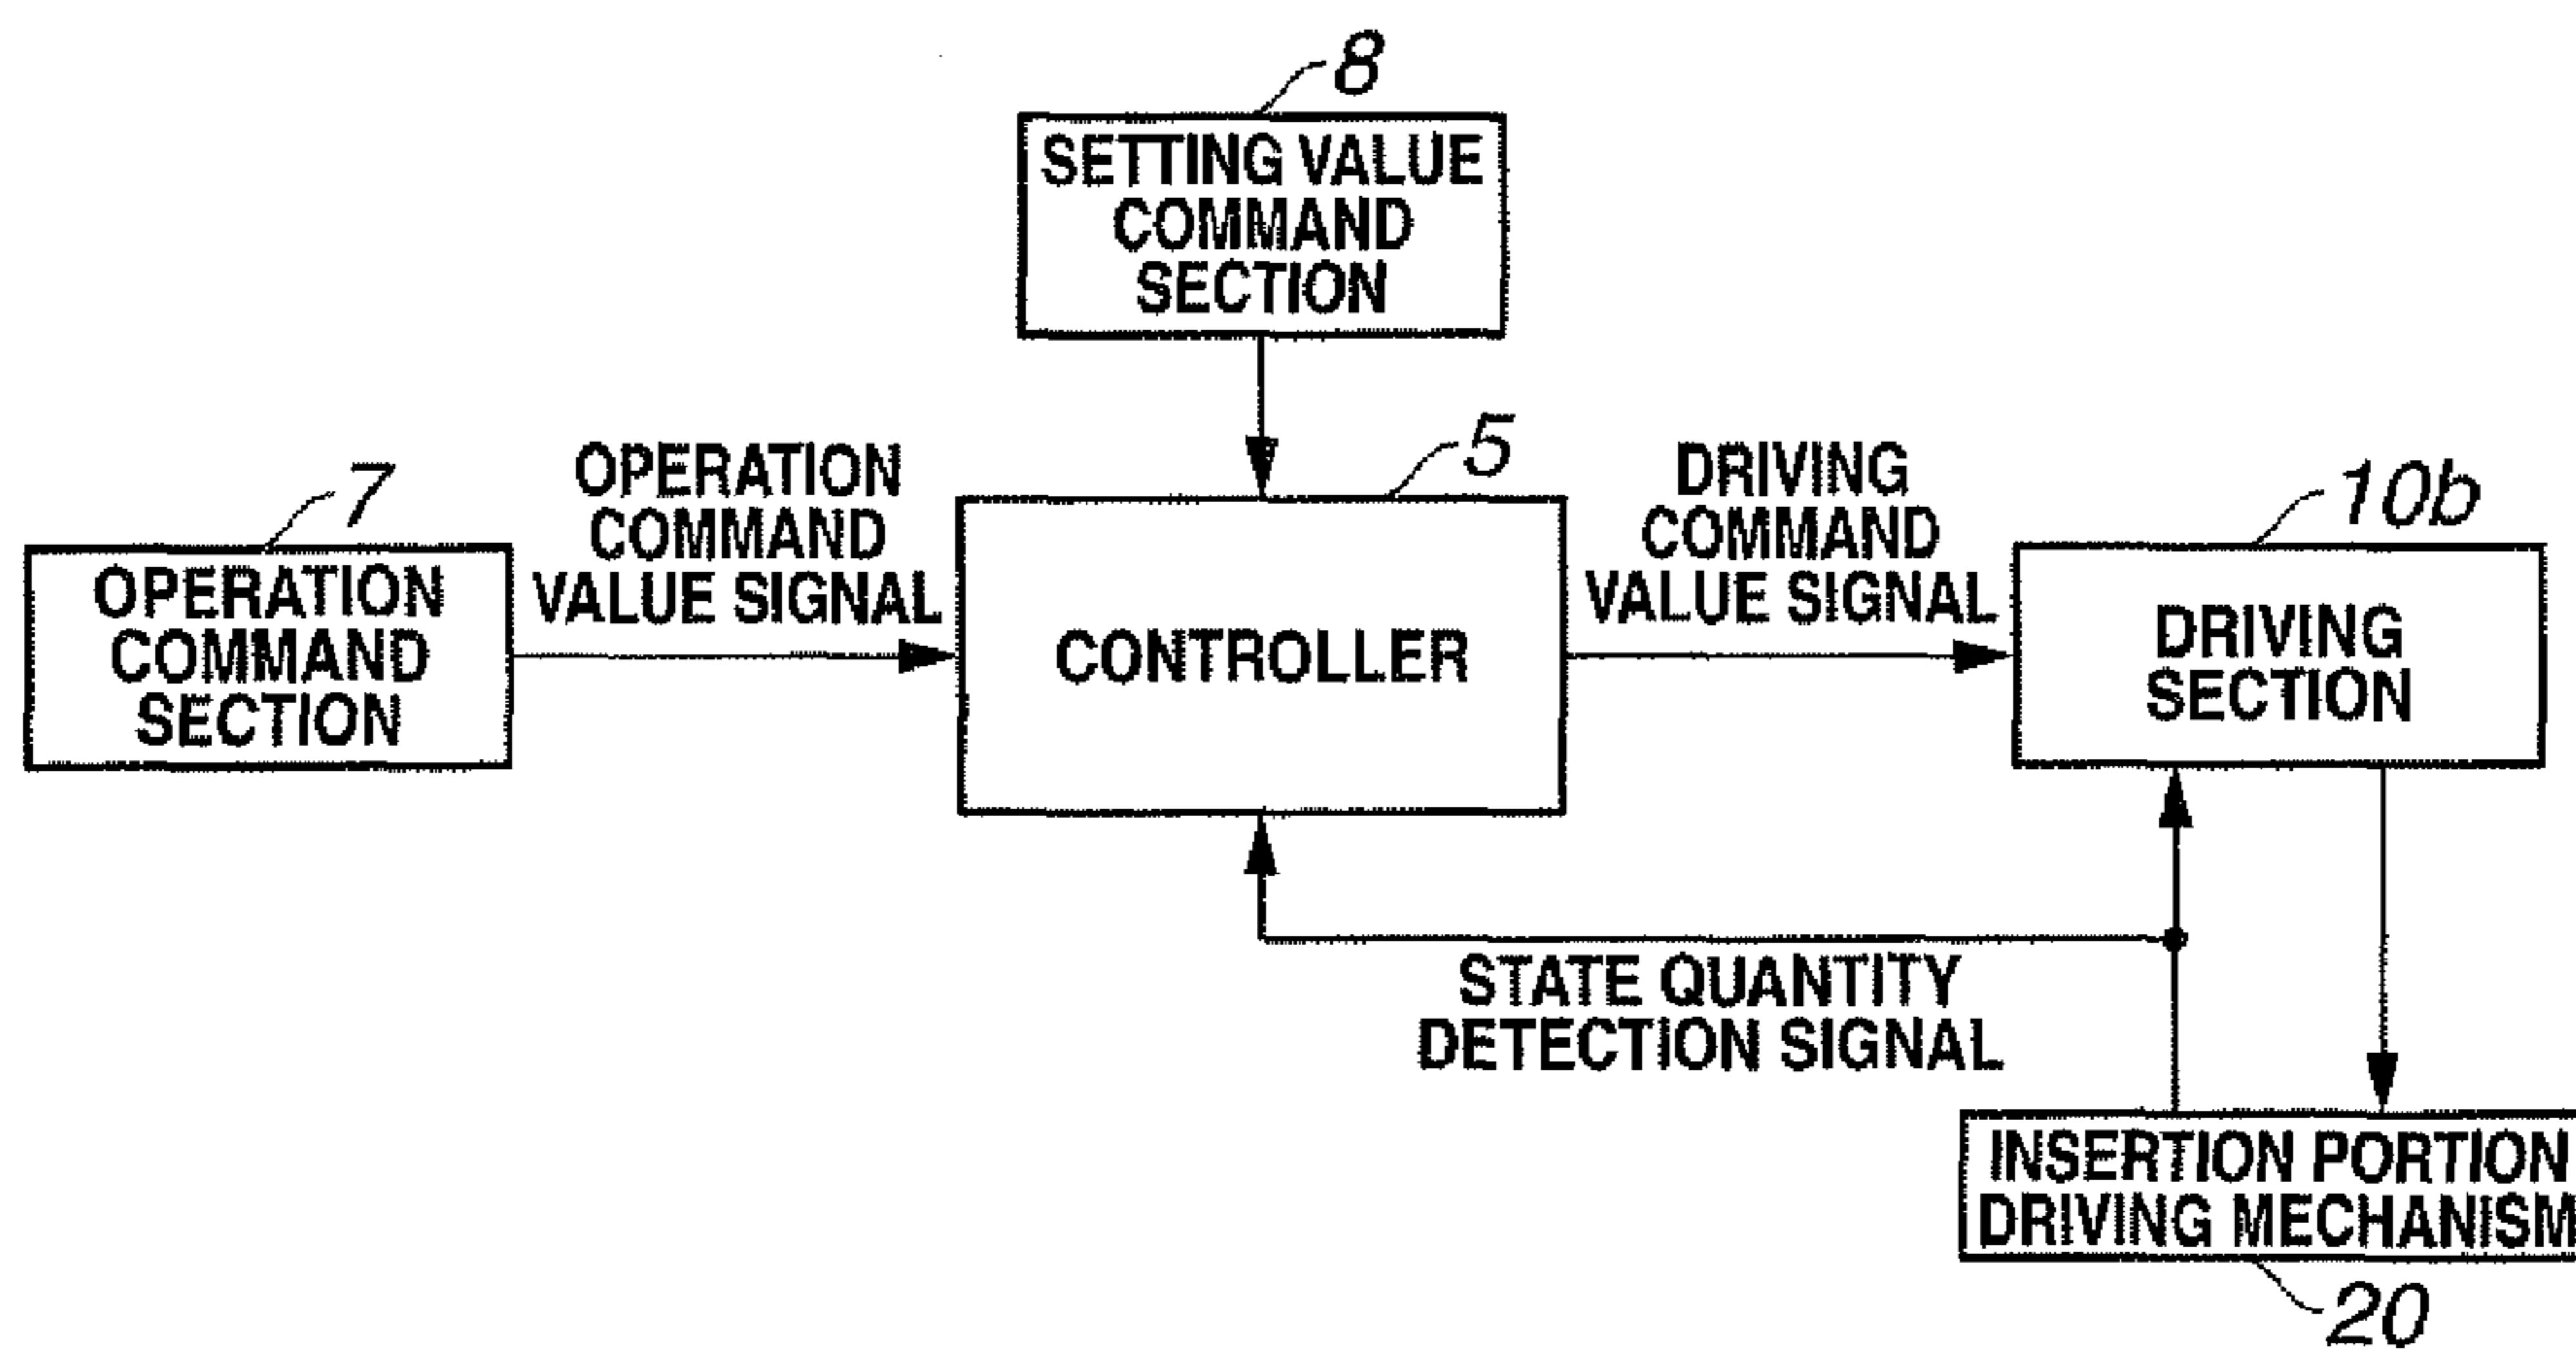 8
SETTING VALUE
COMMAND
SECTION
7
OPERATION
COMMAND
SECTION
OPERATION
COMMAND
VALUE SIGNAL
5
CONTROLLER
DRIVING
COMMAND
VALUE SIGNAL
10b
DRIVING
SECTION
STATE QUANTITY
DETECTION SIGNAL
INSERTION PORTION
DRIVING MECHANISM
20